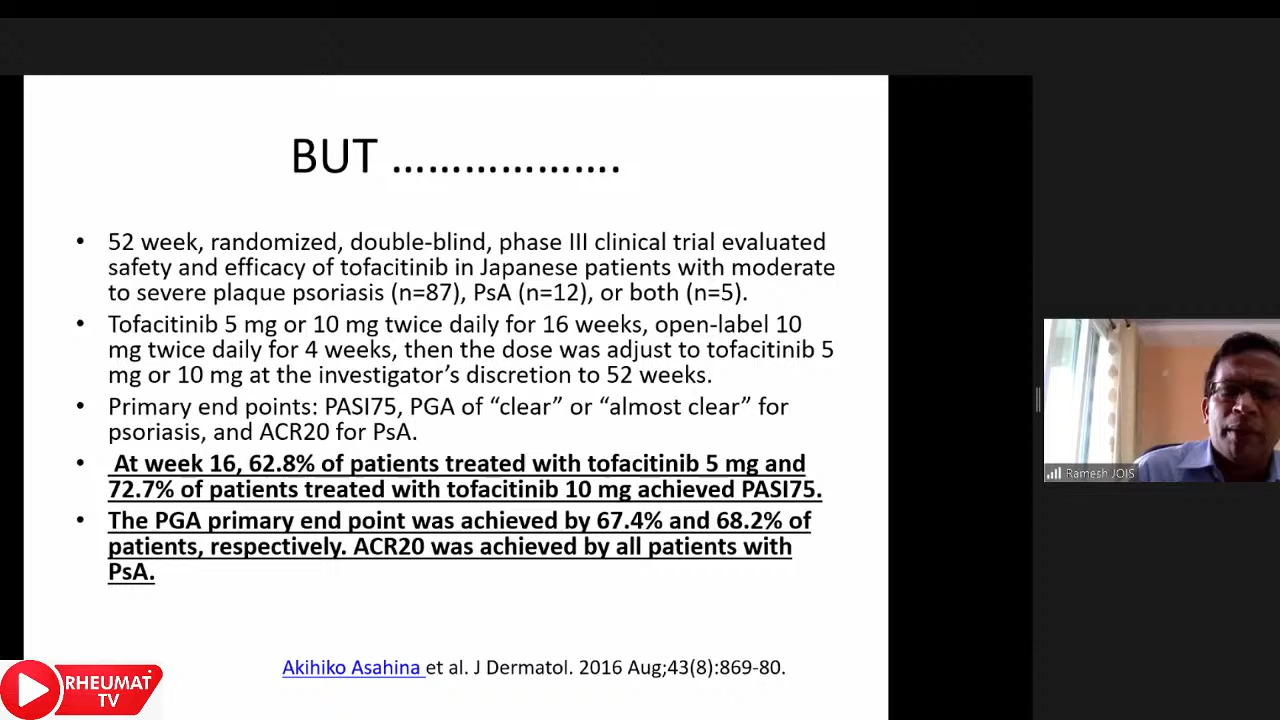 BUT ……………….
• 52 week, randomized, double-blind, phase III clinical trial evaluated
safety and efficacy of tofacitinib in Japanese patients with moderate
to severe plaque psoriasis (n=87), PsA (n=12), or both (n=5).
• Tofacitinib 5 mg or 10 mg twice daily for 16 weeks, open-label 10
mg twice daily for 4 weeks, then the dose was adjust to tofacitinib 5
mg or 10 mg at the investigator’s discretion to 52 weeks.
• Primary end points: PASI75, PGA of “clear” or “almost clear” for
psoriasis, and ACR20 for PsA.
• At week 16, 62.8% of patients treated with tofacitinib 5 mg and
72.7% of patients treated with tofacitinib 10 mg achieved PASI75.
• The PGA primary end point was achieved by 67.4% and 68.2% of
patients, respectively. ACR20 was achieved by all patients with
PsA.
Akihiko Asahina et al. J Dermatol. 2016 Aug;43(8):869-80.
Ramesh JOIS
RHEUMAT
TV